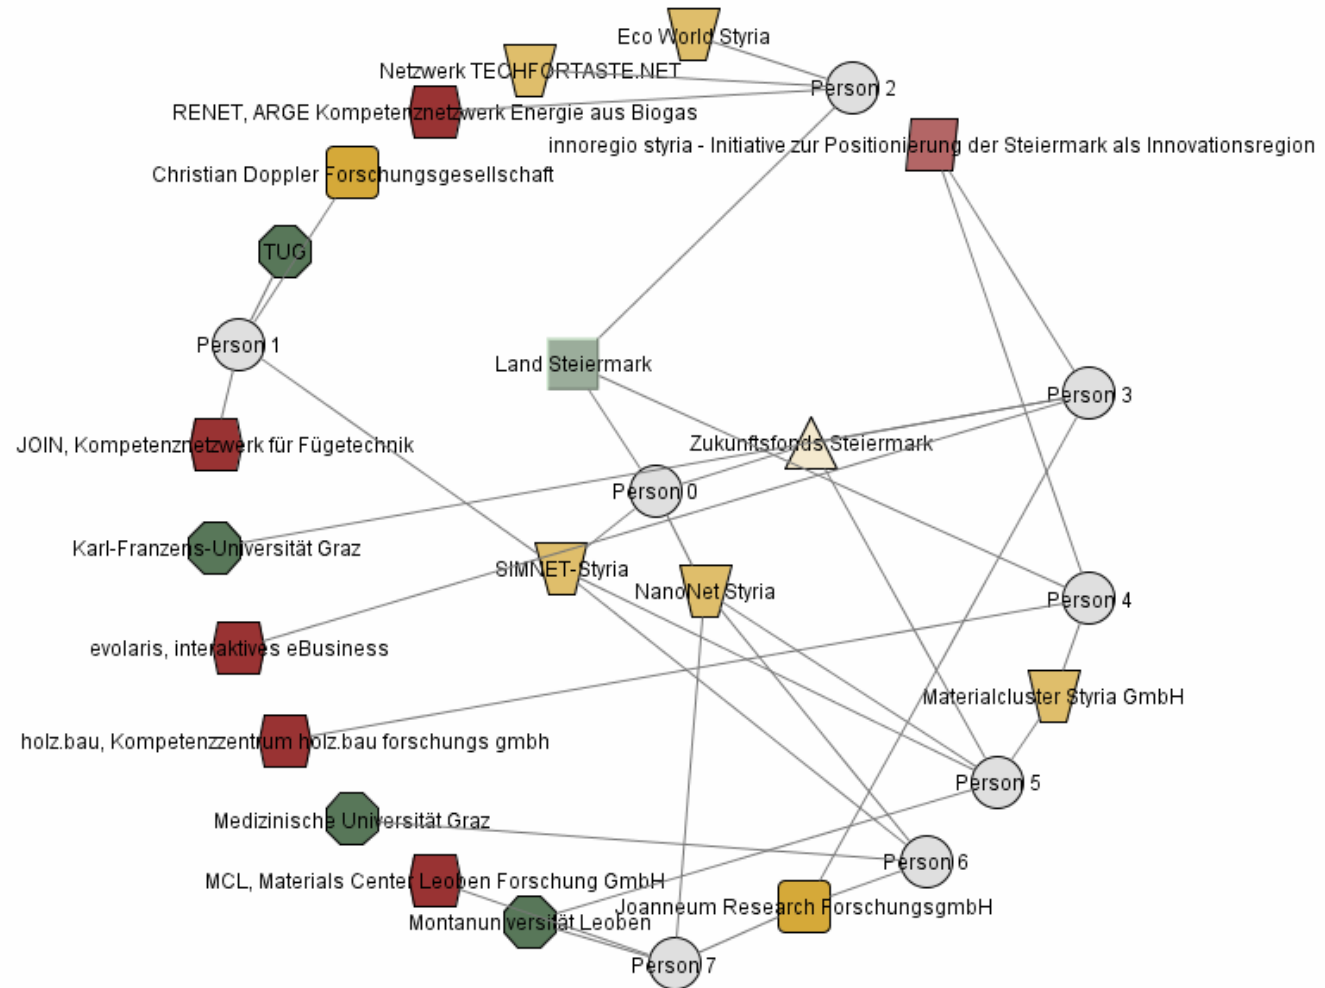 Eco World Styria
Netzwerk TECHFORTASTE.NET
Person 2
RENET, ARGE Kompetenznetzwerk Energie aus Biogas
innoregio styria - Initiative zur Positionierung der Steiermark als Innovationsregion
Christian Doppler Forschungsgesellschaft
TUG
Person 1
Land Steiermark
Person 3
JOIN, Kompetenznetzwerk für Fügetechnik
Zukunftsfonds Steiermark
Person 0
Karl-Franzens-Universität Graz
SIMNET-Styria
NanoNet Styria
Person 4
evolaris, interaktives eBusiness
Materialcluster Styria GmbH
holz.bau, Kompetenzzentrum holz.bau forschungs gmbh
Person 5
Medizinische Universität Graz
Person 6
MCL, Materials Center Leoben Forschung GmbH
Joanneum Research ForschungsgmbH
Montanuniversität Leoben
Person 7